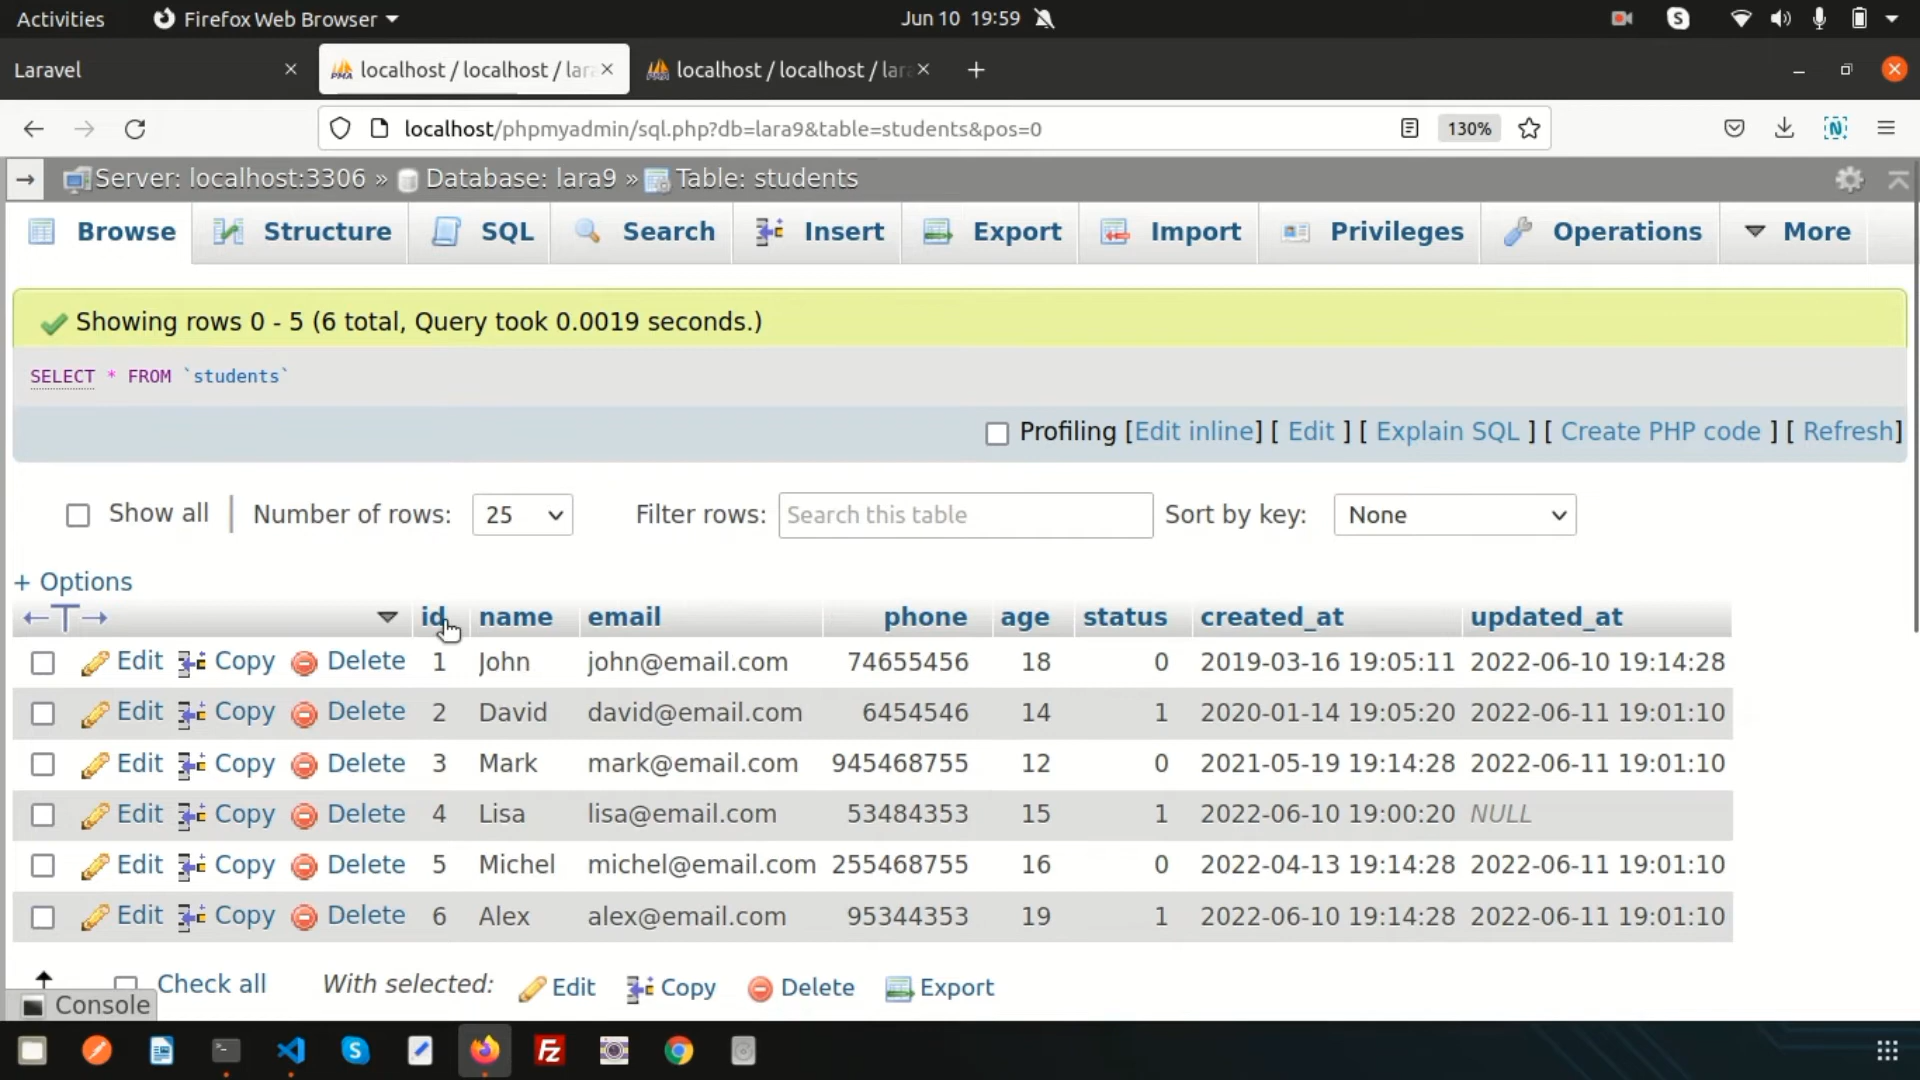 Activities Firefox Web Browser Jun 10 19:59
Laravel localhost / localhost / lar localhost / localhost / lar
localhost/phpmyadmin/sql.php?db=lara9&table=students&pos=0 130%
Server: localhost:3306 » Database: lara9 » Table: students
Browse Structure SQL Search Insert Export Import Privileges Operations More
Showing rows 0 - 5 (6 total, Query took 0.0019 seconds.)
SELECT * FROM `students`
Profiling [Edit inline] [ Edit ] [ Explain SQL ] [ Create PHP code ] [ Refresh]
Show all Number of rows: 25 Filter rows: Search this table Sort by key: None
+ Options
←T→ id name email phone age status created_at updated_at
Edit Copy Delete 1 John john@email.com 74655456 18 0 2019-03-16 19:05:11 2022-06-10 19:14:28
Edit Copy Delete 2 David david@email.com 6454546 14 1 2020-01-14 19:05:20 2022-06-11 19:01:10
Edit Copy Delete 3 Mark mark@email.com 945468755 12 0 2021-05-19 19:14:28 2022-06-11 19:01:10
Edit Copy Delete 4 Lisa lisa@email.com 53484353 15 1 2022-06-10 19:00:20 NULL
Edit Copy Delete 5 Michel michel@email.com 255468755 16 0 2022-04-13 19:14:28 2022-06-11 19:01:10
Edit Copy Delete 6 Alex alex@email.com 95344353 19 1 2022-06-10 19:14:28 2022-06-11 19:01:10
Check all With selected: Edit Copy Delete Export
Console